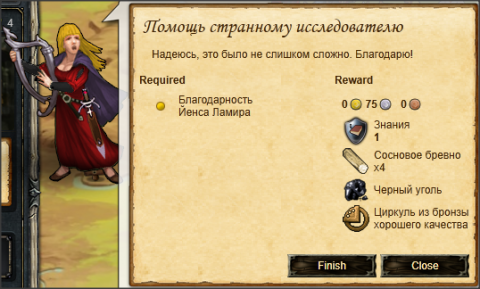 4
Помощь странному исследователю
Надеюсь, это было не слишком сложно. Благодарю!
Required
Благодарность
Йенса Ламира
Reward
0 75 0
Знания
1
Сосновое бревно
x4
Черный уголь
Циркуль из бронзы
хорошего качества
Finish
Close